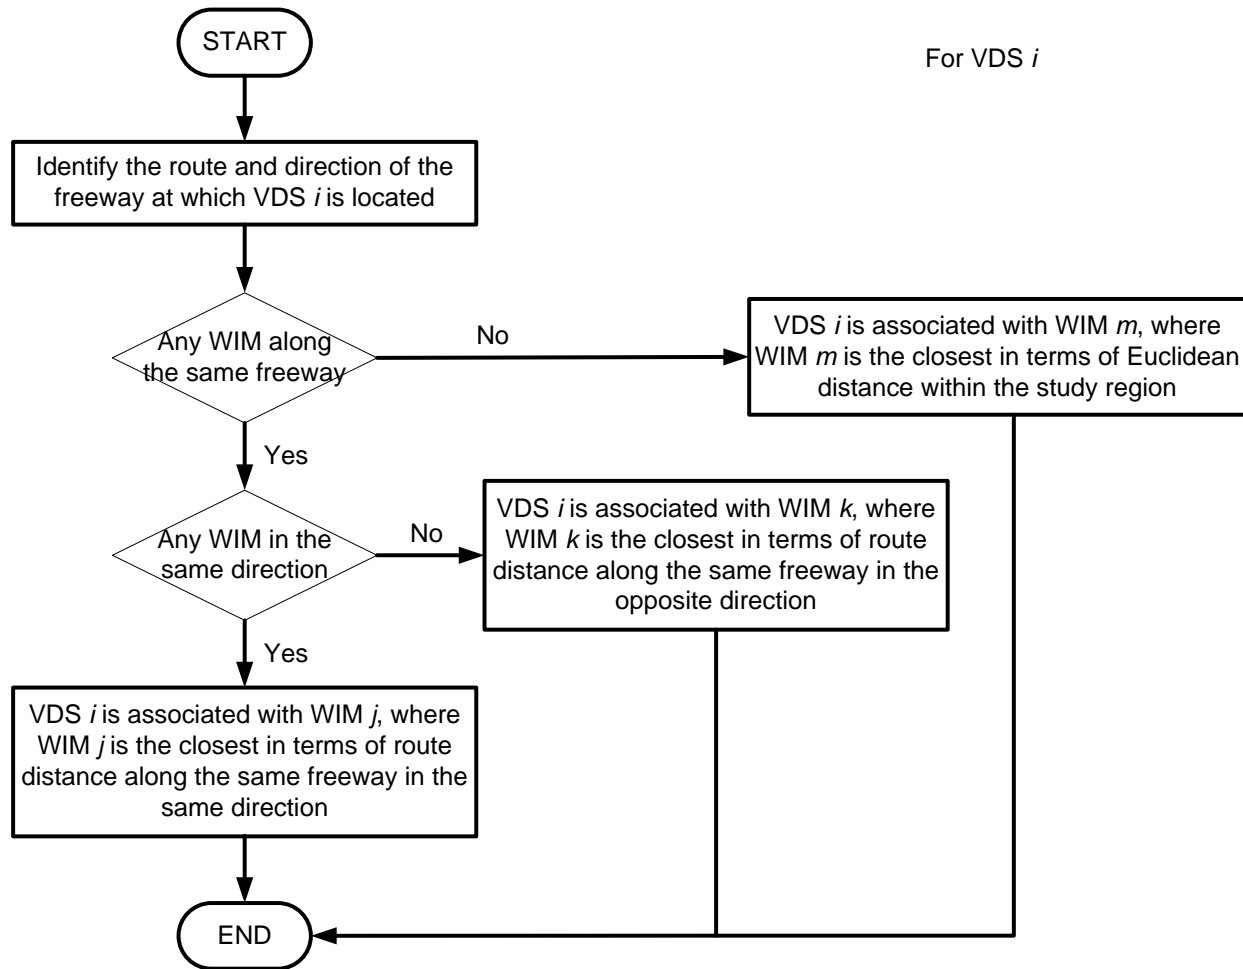 START
For VDS i
Identify the route and direction of the
freeway at which VDS i is located
Any WIM along
the same freeway
No
VDS i is associated with WIM m, where
WIM m is the closest in terms of Euclidean
distance within the study region
Yes
Any WIM in the
same direction
No
VDS i is associated with WIM k, where
WIM k is the closest in terms of route
distance along the same freeway in the
opposite direction
Yes
VDS i is associated with WIM j, where
WIM j is the closest in terms of route
distance along the same freeway in the
same direction
END